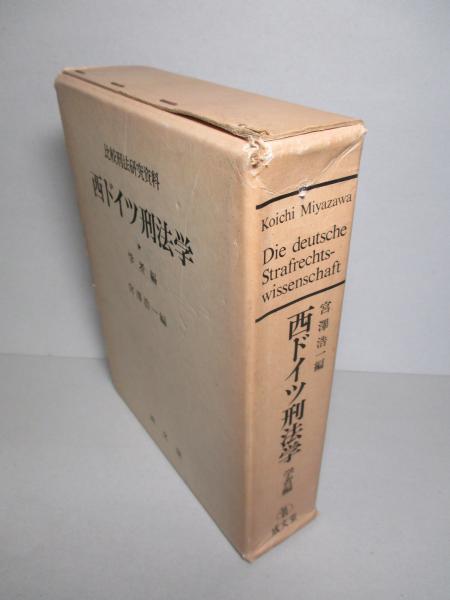 比較刑法研究資料
西ドイツ刑法学
学者編
宮澤浩一編
成文堂
Koichi Miyazawa
Die deutsche
Strafrechts-
wissenschaft
宮澤浩一編
西ドイツ刑法学
学者編
成文堂